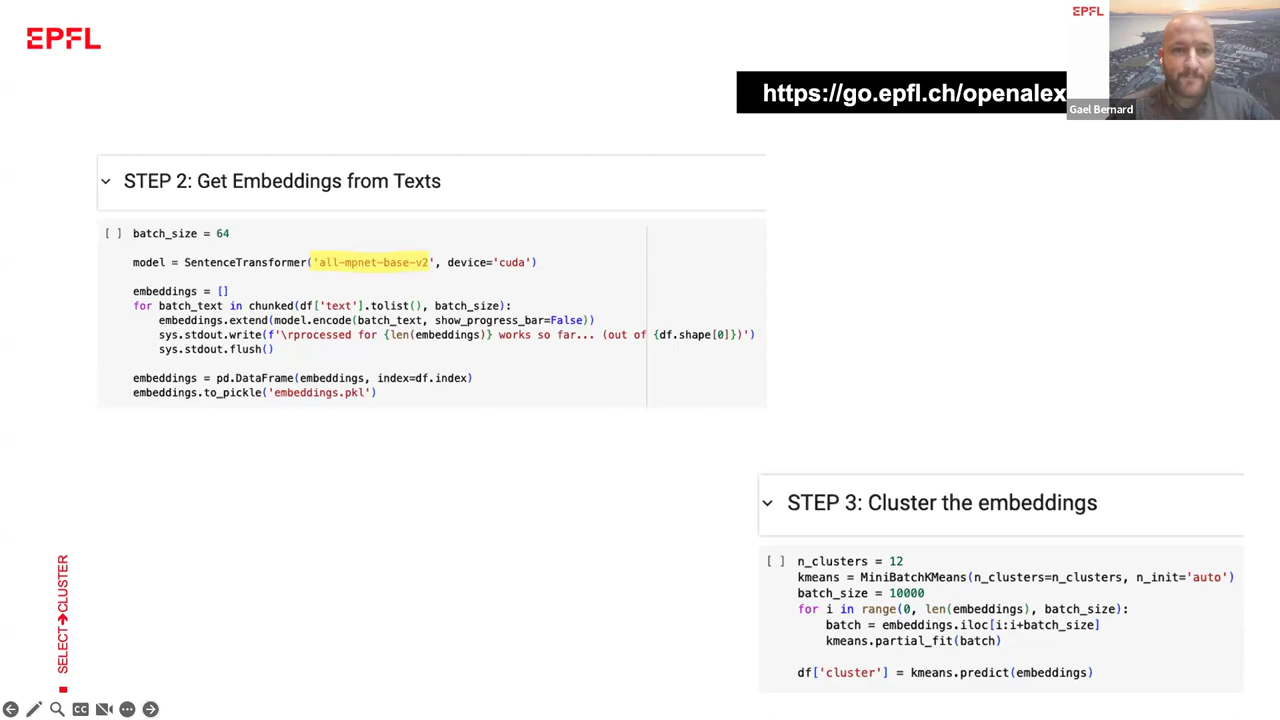 EPFL
EPFL
https://go.epfl.ch/openalex
Gael Bernard
STEP 2: Get Embeddings from Texts
[ ] batch_size = 64
model = SentenceTransformer('all-mpnet-base-v2', device='cuda')
embeddings = []
for batch_text in chunked(df['text'].tolist(), batch_size):
embeddings.extend(model.encode(batch_text, show_progress_bar=False))
sys.stdout.write(f'\rprocessed for {len(embeddings)} works so far... (out of {df.shape[0]})')
sys.stdout.flush()
embeddings = pd.DataFrame(embeddings, index=df.index)
embeddings.to_pickle('embeddings.pkl')
STEP 3: Cluster the embeddings
[ ] n_clusters = 12
kmeans = MiniBatchKMeans(n_clusters=n_clusters, n_init='auto')
batch_size = 10000
for i in range(0, len(embeddings), batch_size):
batch = embeddings.iloc[i:i+batch_size]
kmeans.partial_fit(batch)
df['cluster'] = kmeans.predict(embeddings)
SELECT➔CLUSTER
CC